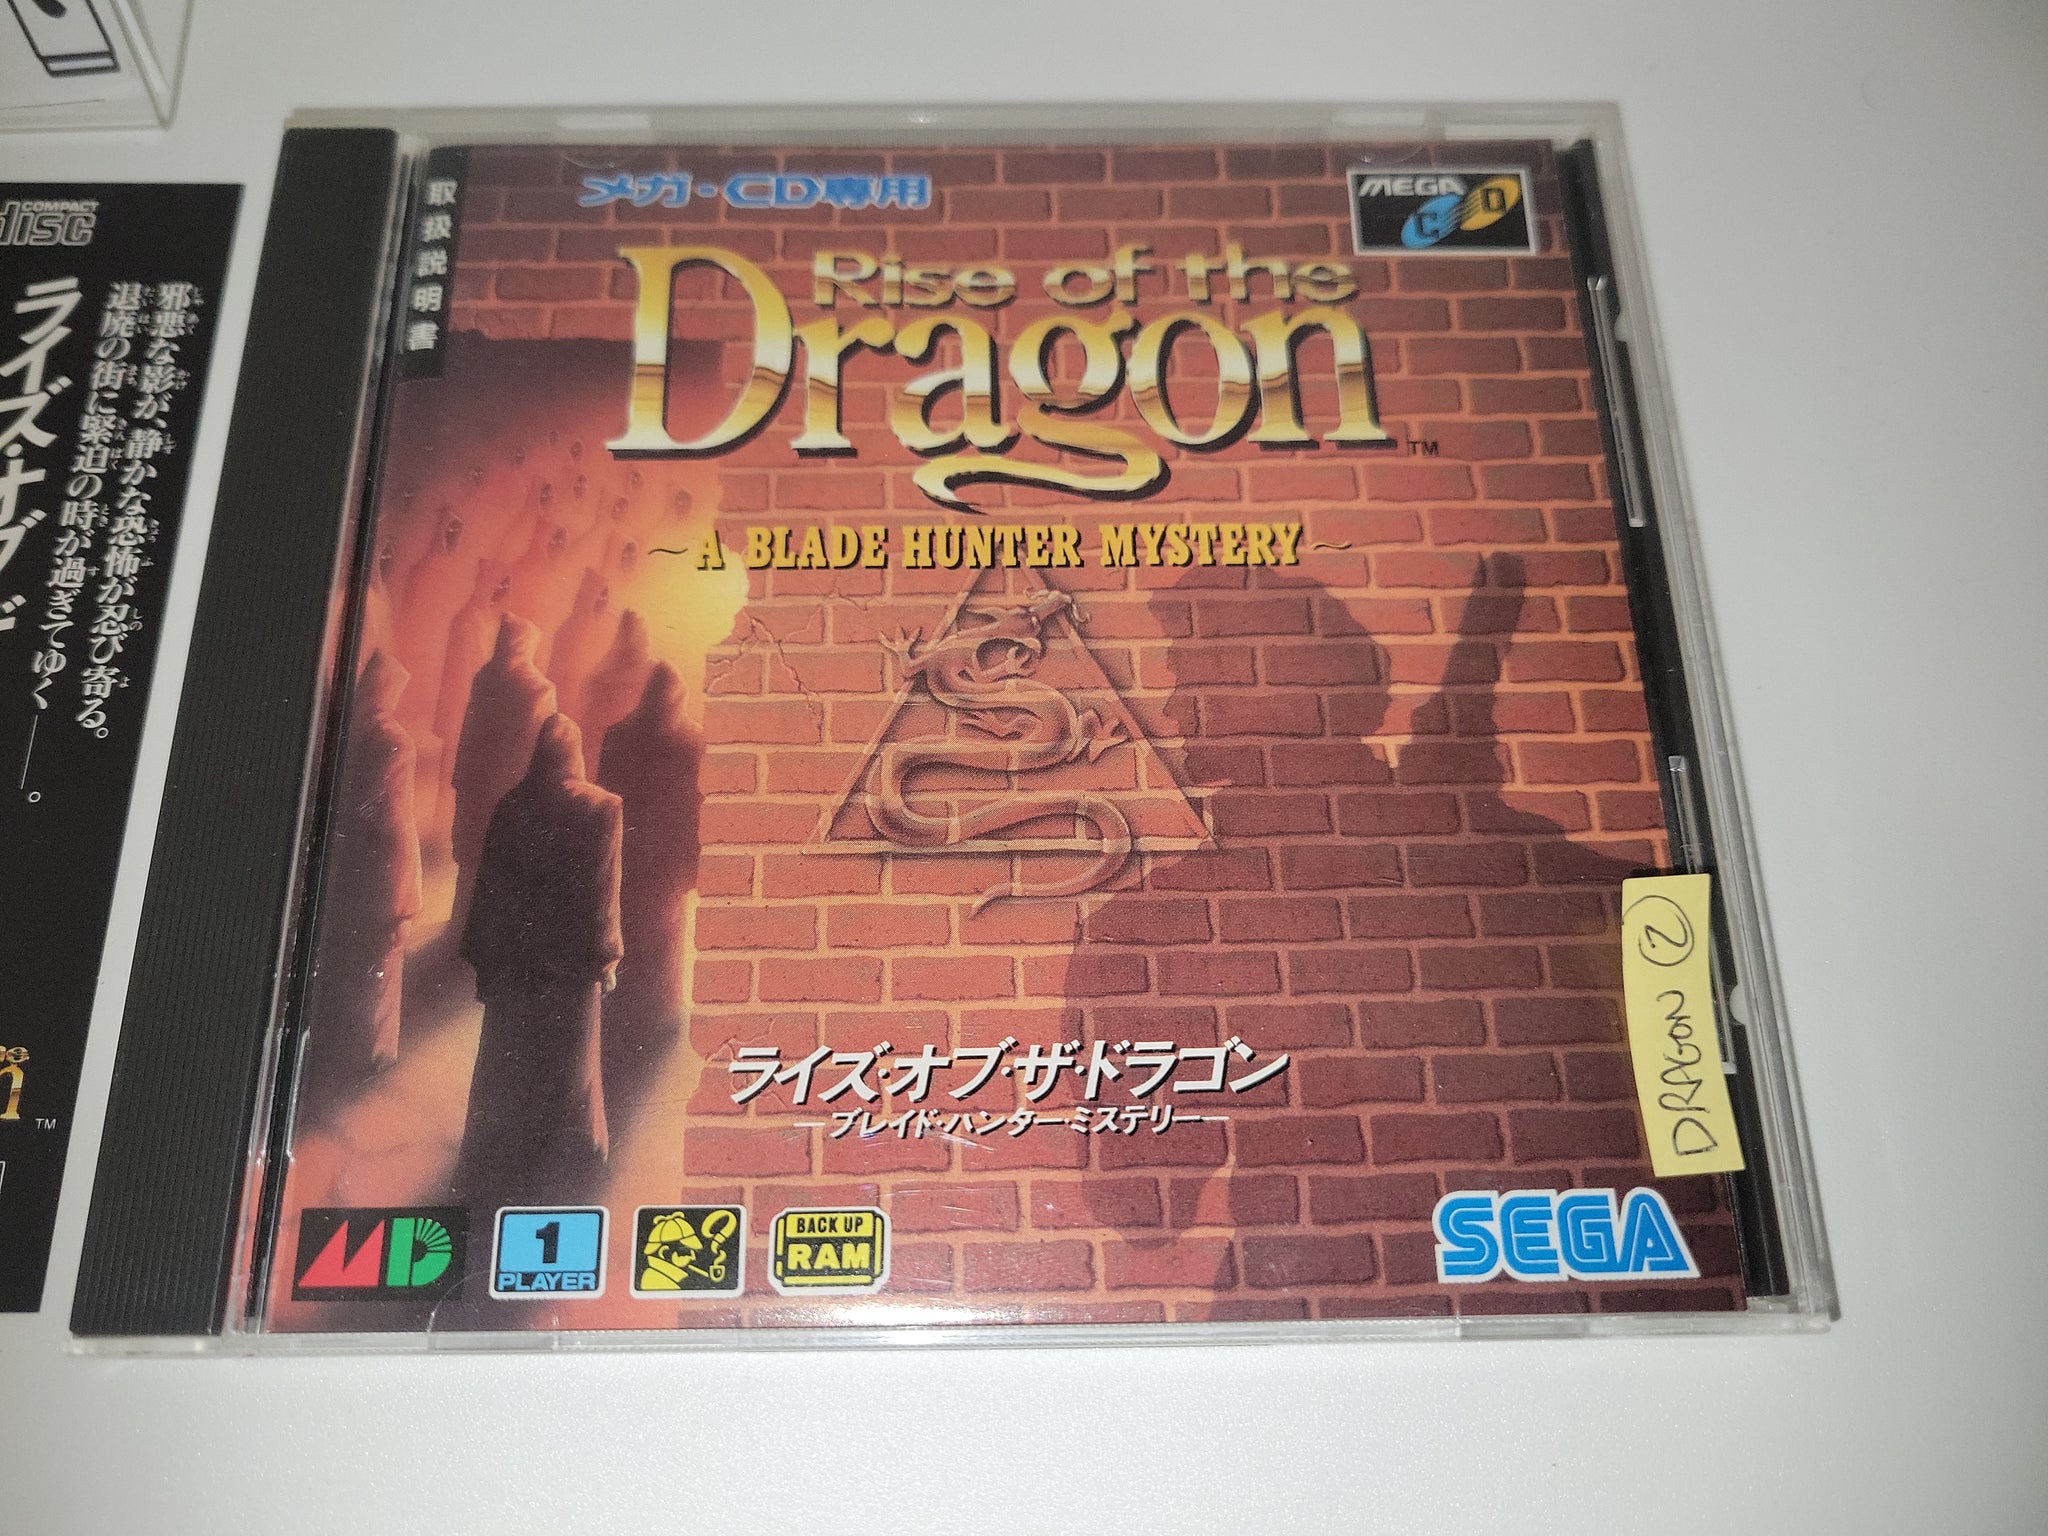 COMPACT
disc
邪悪な影が、静かな恐怖が忍び寄る。
退廃の街に緊迫の時が過ぎてゆく――。
ライズ・オブ・ザ
TM
取扱説明書
メガ・CD専用
MEGA
CD
Rise of the
Dragon
TM
~A BLADE HUNTER MYSTERY~
ライズ・オブ・ザ・ドラゴン
―ブレイド・ハンター・ミステリー―
DRAGON ②
MD
1
PLAYER
BACK UP
RAM
SEGA